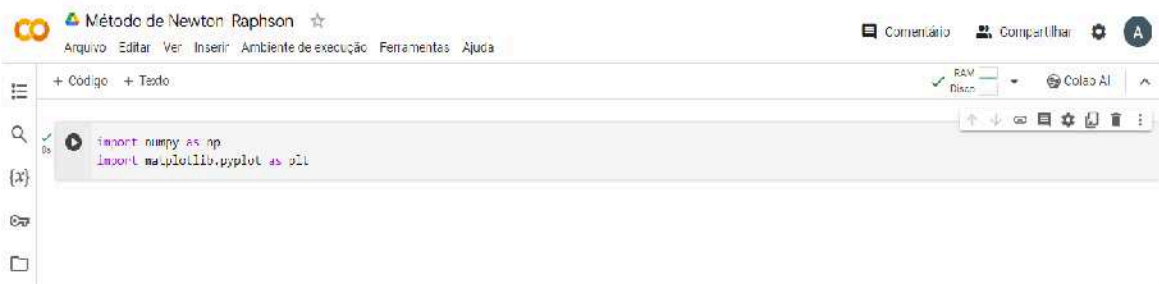 Método de Newton Raphson
Comentário
Compartilhar
A
Arquivo Editar Ver Inserir Ambiente de execução Ferramentas Ajuda
+ Código + Texto
RAM
Disco
Colab AI
0s
import numpy as np
import matplotlib.pyplot as plt
{x}